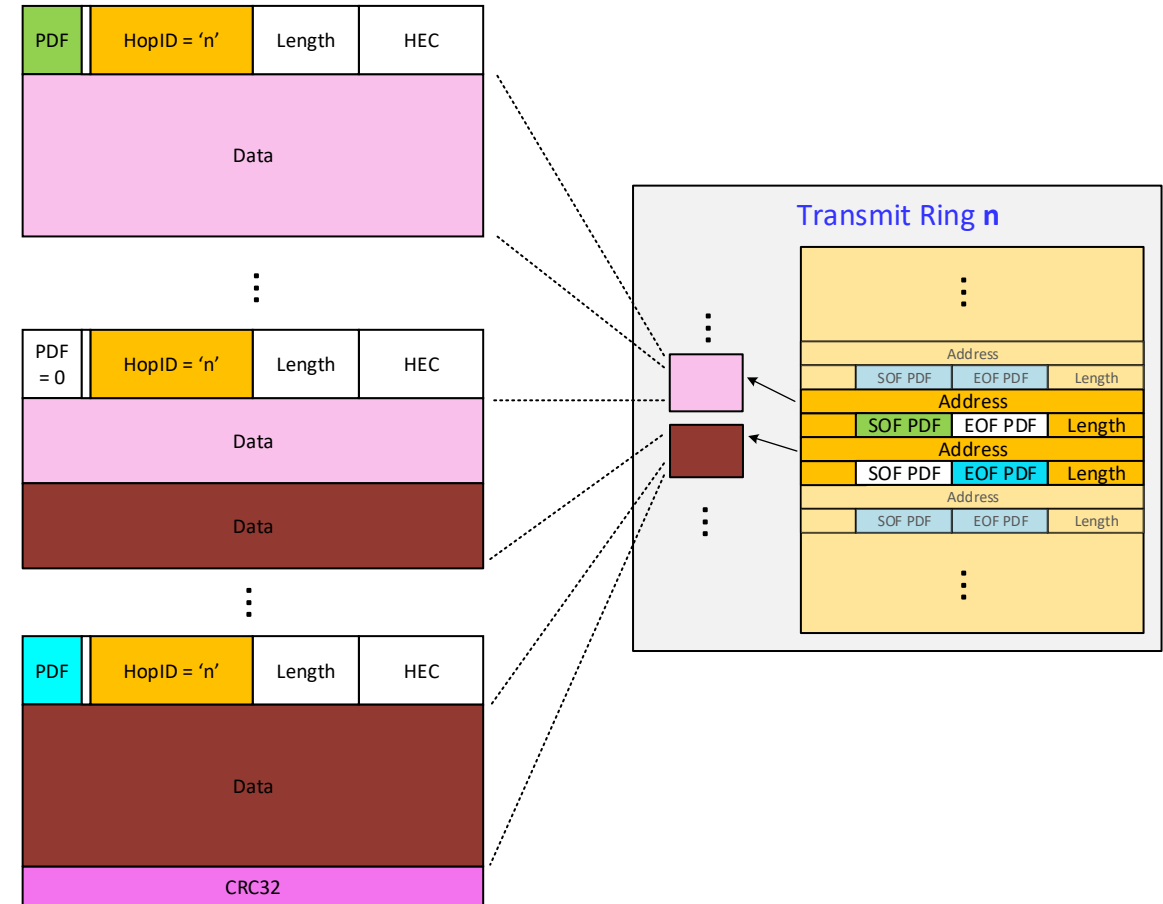 PDF HopID = ‘n’ Length HEC
Data
PDF = 0 HopID = ‘n’ Length HEC
Data
Data
PDF HopID = ‘n’ Length HEC
Data
CRC32
Transmit Ring n
Address
SOF PDF EOF PDF Length
Address
SOF PDF EOF PDF Length
Address
SOF PDF EOF PDF Length
Address
SOF PDF EOF PDF Length